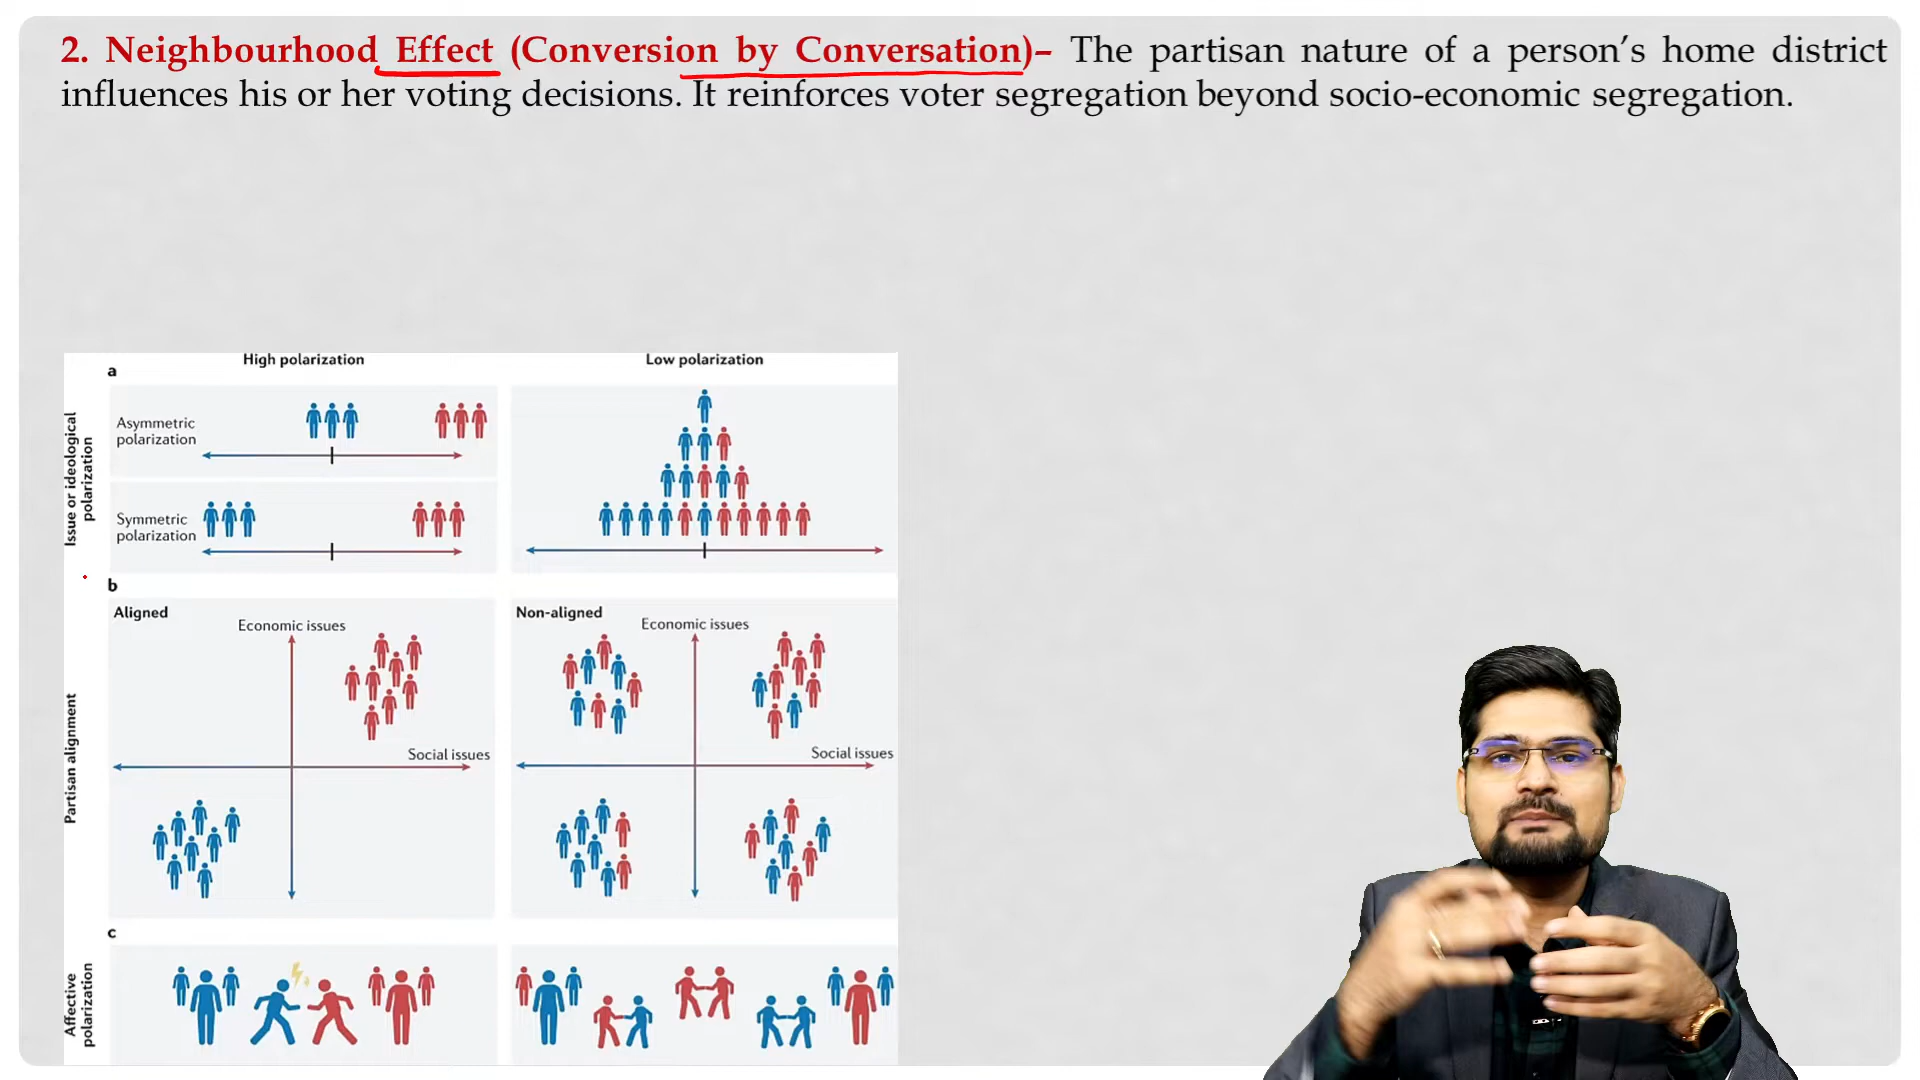 2. Neighbourhood Effect (Conversion by Conversation)– The partisan nature of a person’s home district
influences his or her voting decisions. It reinforces voter segregation beyond socio-economic segregation.
High polarization
Low polarization
a
Issue or ideological
polarization
Asymmetric
polarization
Symmetric
polarization
b
Partisan alignment
Aligned
Economic issues
Social issues
Non-aligned
Economic issues
Social issues
c
Affective
polarization